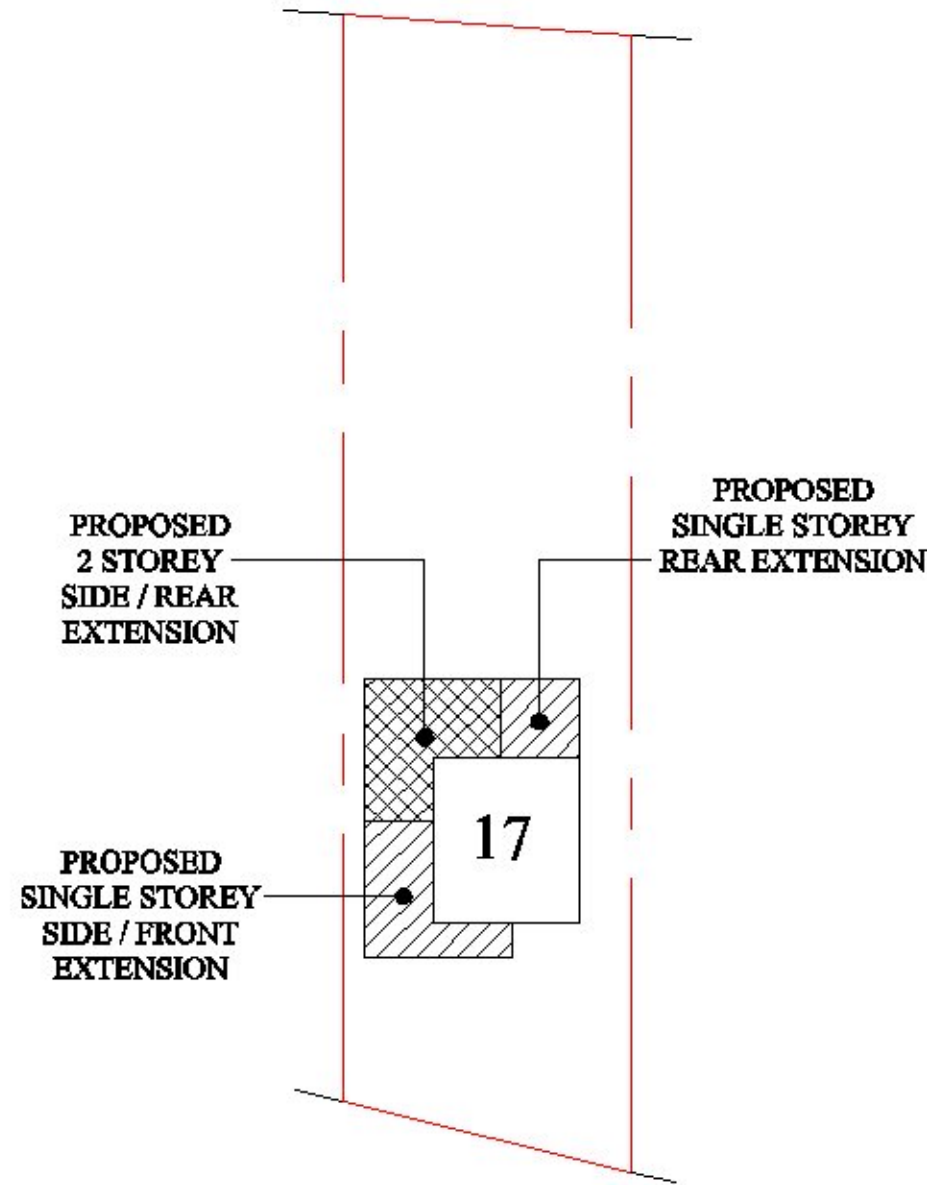 PROPOSED
2 STOREY
SIDE / REAR
EXTENSION
PROPOSED
SINGLE STOREY
REAR EXTENSION
17
PROPOSED
SINGLE STOREY
SIDE / FRONT
EXTENSION